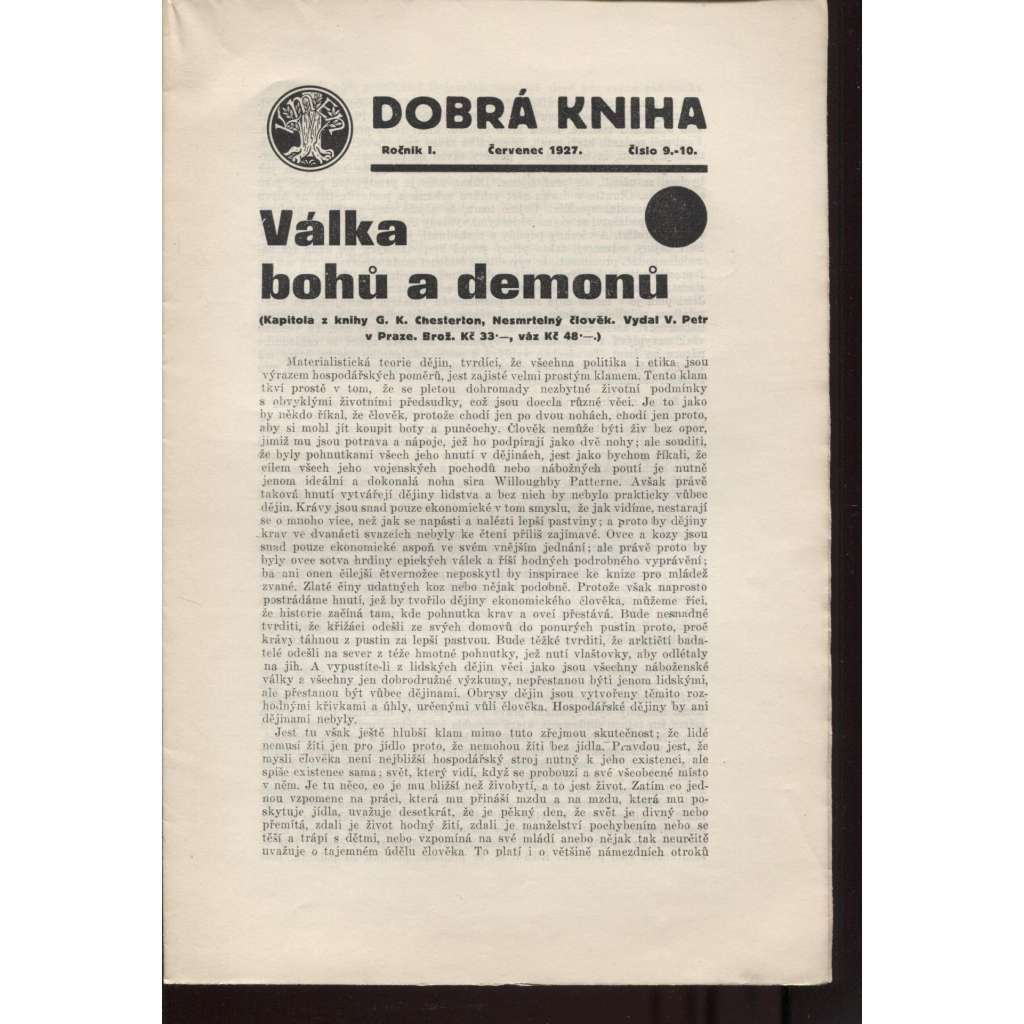 KMEN
DOBRÁ KNIHA
Ročník I. Červenec 1927. Číslo 9.-10.
Válka
bohů a demonů
(Kapitola z knihy G. K. Chesterton, Nesmrtelný člověk. Vydal V. Petr
v Praze. Brož. Kč 33·—, váz Kč 48·—.)
Materialistická teorie dějin, tvrdící, že všechna politika i etika jsou
výrazem hospodářských poměrů, jest zajisté velmi prostým klamem. Tento klam
tkví prostě v tom, že se pletou dohromady nezbytné životní podmínky
s obvyklými životními předsudky, což jsou docela různé věci. Je to jako
by někdo říkal, že člověk, protože chodí jen po dvou nohách, chodí jen proto,
aby si mohl jít koupit boty a punčochy. Člověk nemůže býti živ bez opor,
jimiž mu jsou potrava a nápoje, jež ho podpírají jako dvě nohy; ale souditi,
že byly pohnutkami všech jeho hnutí v dějinách, jest jako bychom říkali, že
cílem všech jeho vojenských pochodů nebo nábožných poutí je nutně
jenom ideální a dokonalá noha sira Willoughby Patterne. Avšak právě
taková hnutí vytvářejí dějiny lidstva a bez nich by nebylo prakticky vůbec
dějin. Krávy jsou snad pouze ekonomické v tom smyslu, že jak vidíme, nestarají
se o mnoho více, než jak se napásti a nalézti lepší pastviny; a proto by dějiny
krav ve dvanácti svazcích nebyly ke čtení příliš zajímavé. Ovce a kozy jsou
snad pouze ekonomické aspoň ve svém vnějším jednání; ale právě proto by
byly ovce sotva hrdiny epických válek a říší hodných podrobného vyprávění;
ba ani onen čilejší čtvernožec neposkytl by inspirace ke knize pro mládež
zvané. Zlaté činy udatných koz nebo nějak podobně. Protože však naprosto
postrádáme hnutí, jež by tvořilo dějiny ekonomického člověka, můžeme říci,
že historie začíná tam, kde pohnutka krav a ovcí přestává. Bude nesnadné
tvrditi, že křižáci odešli ze svých domovů do ponurých pustin proto, proč
krávy táhnou z pustin za lepší pastvou. Bude těžké tvrditi, že arktičtí bada-
telé odešli na sever z téže hmotné pohnutky, jež nutí vlaštovky, aby odlétaly
na jih. A vypustíte-li z lidských dějin věci jako jsou všechny náboženské
války a všechny jen dobrodružné výzkumy, nepřestanou býti jenom lidskými,
ale přestanou být vůbec dějinami. Obrysy dějin jsou vytvořeny těmito roz-
hodnými křivkami a úhly, určenými vůlí člověka. Hospodářské dějiny by ani
dějinami nebyly.
Jest tu však ještě hlubší klam mimo tuto zřejmou skutečnost; že lidé
nemusí žíti jen pro jídlo proto, že nemohou žíti bez jídla. Pravdou jest, že
mysli člověka není nejbližší hospodářský stroj nutný k jeho existenci, ale
spíše existence sama; svět, který vidí, když se probouzí a své všeobecné místo
v něm. Je tu něco, co je mu bližší než živobytí, a to jest život. Zatím co jed-
nou vzpomene na práci, která mu přináší mzdu a na mzdu, která mu po-
skytuje jídla, uvažuje desetkrát, že je pěkný den, že svět je divný nebo
přemítá, zdali je život hodný žití, zdali je manželství pochybením nebo se
těší a trápí s dětmi, nebo vzpomíná na své mládí anebo nějak tak neurčitě
uvažuje o tajemném údělu člověka. To platí i o většině námezdních otroků